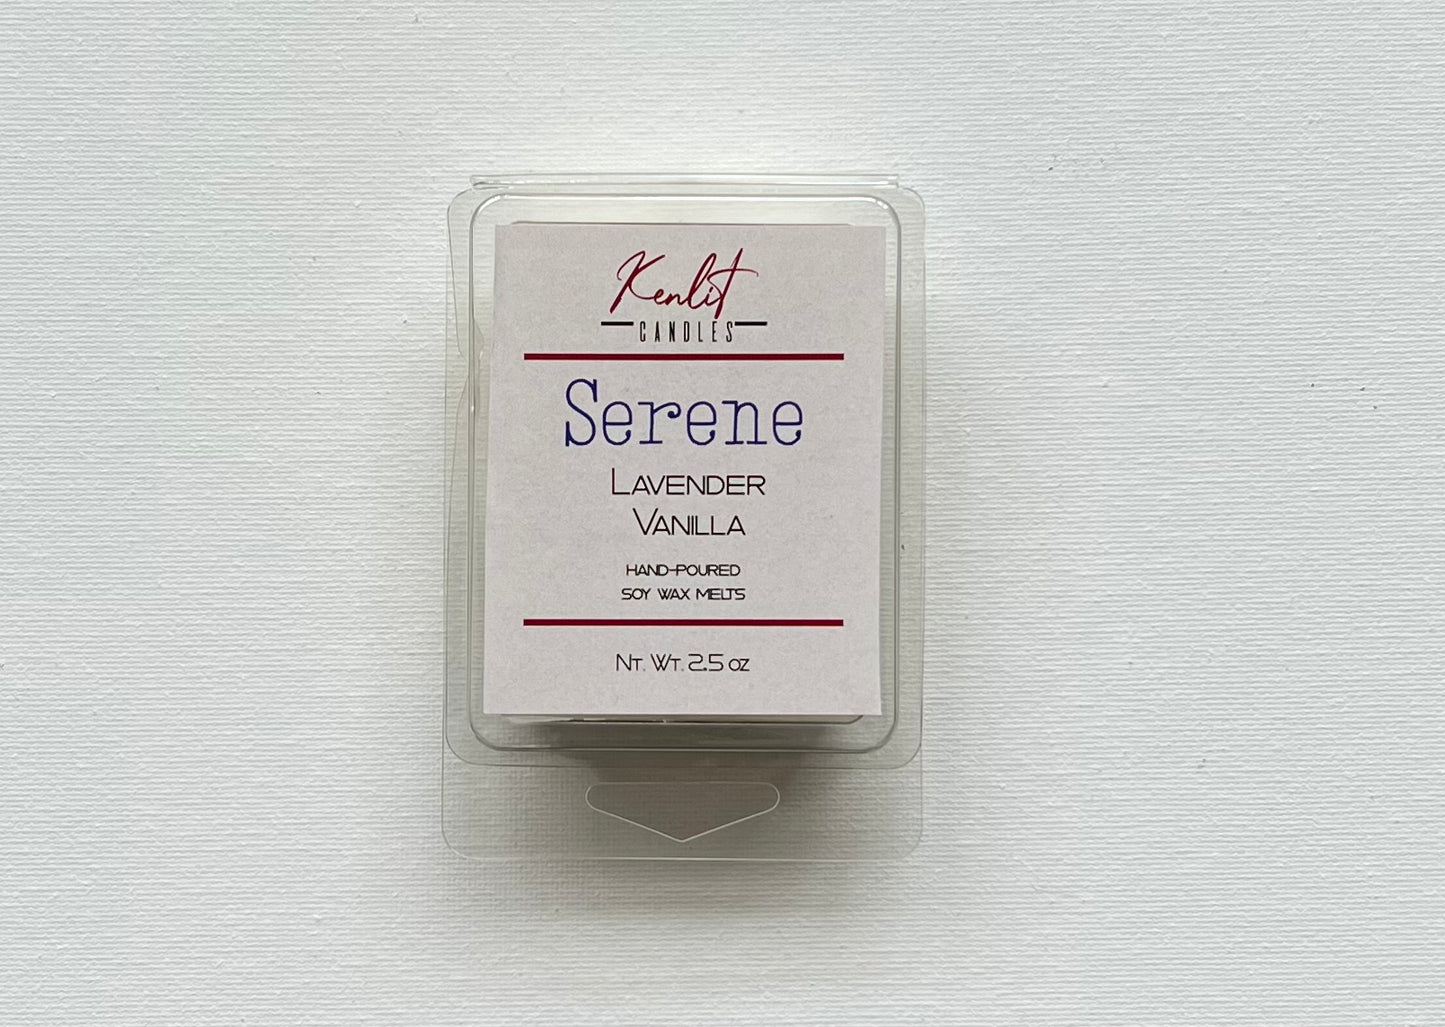 Kenlit
CANDLES
Serene
LAVENDER
VANILLA
HAND-POURED
SOY WAX MELTS
NT. WT. 2.5 OZ